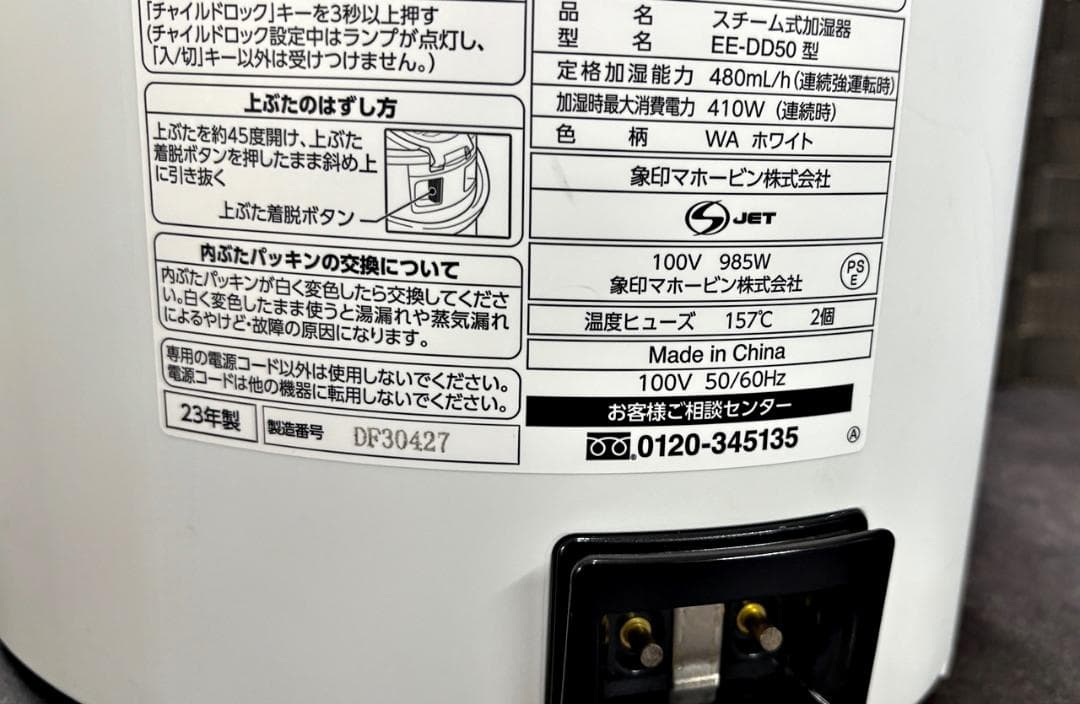 「チャイルドロック」キーを3秒以上押す
(チャイルドロック設定中はランプが点灯し、
「入/切」キー以外は受けつけません。)
上ぶたのはずし方
上ぶたを約45度開け、上ぶた
着脱ボタンを押したまま斜め上
に引き抜く
上ぶた着脱ボタン
内ぶたパッキンの交換について
内ぶたパッキンが白く変色したら交換してくださ
い。白く変色したまま使うと湯漏れや蒸気漏れ
によるやけど・故障の原因になります。
専用の電源コード以外は使用しないでください。
電源コードは他の機器に転用しないでください。
23年製
製造番号 DF30427
品名 スチーム式加湿器
型名 EE-DD50 型
定格加湿能力 480mL/h (連続強運転時)
加湿時最大消費電力 410W (連続時)
色柄 WA ホワイト
象印マホービン株式会社
S JET
100V 985W
象印マホービン株式会社
PS
E
温度ヒューズ 157℃ 2個
Made in China
100V 50/60Hz
お客様ご相談センター
0120-345135
Ⓐ